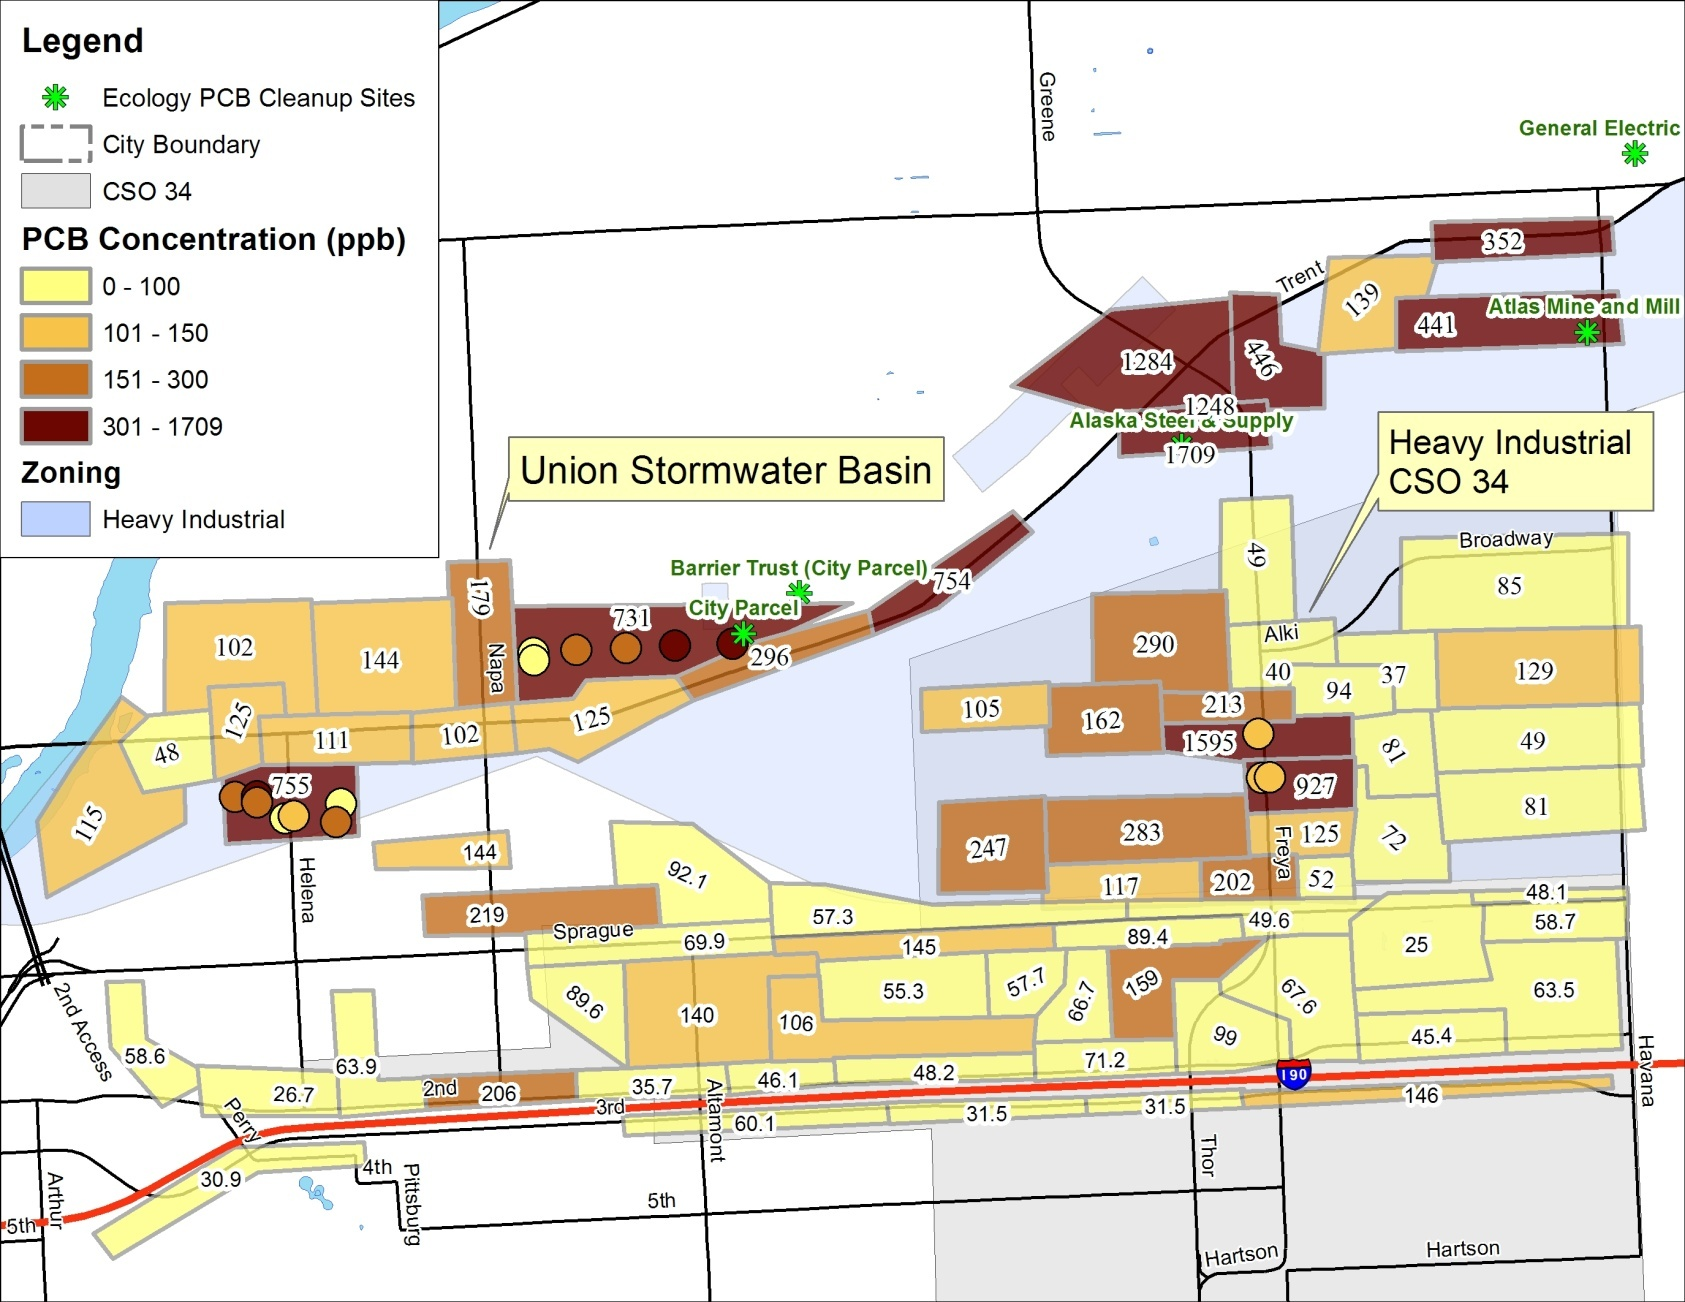 Legend
Ecology PCB Cleanup Sites
City Boundary
CSO 34
PCB Concentration (ppb)
0 - 100
101 - 150
151 - 300
301 - 1709
Zoning
Heavy Industrial
Greene
General Electric
352
Trent
139
Atlas Mine and Mill
441
1284
446
1248
Alaska Steel & Supply
1709
Heavy Industrial
CSO 34
Union Stormwater Basin
Broadway
49
85
Barrier Trust (City Parcel)
754
City Parcel
179
731
Alki
290
102
144
Napa
296
40
37
129
94
105
162
213
125
125
48
111
102
1595
81
49
755
927
81
115
247
283
Freya
125
72
144
Helena
92.1
117
202
52
219
57.3
48.1
Sprague
69.9
145
89.4
49.6
25
58.7
89.6
140
106
55.3
57.7
66.7
159
67.6
63.5
99
45.4
2nd Access
58.6
63.9
71.2
Havana
26.7
2nd
206
35.7
46.1
48.2
I 90
Perry
3rd
Altamont
60.1
31.5
31.5
146
30.9
4th
Thor
Arthur
Pittsburg
5th
5th
Hartson
Hartson